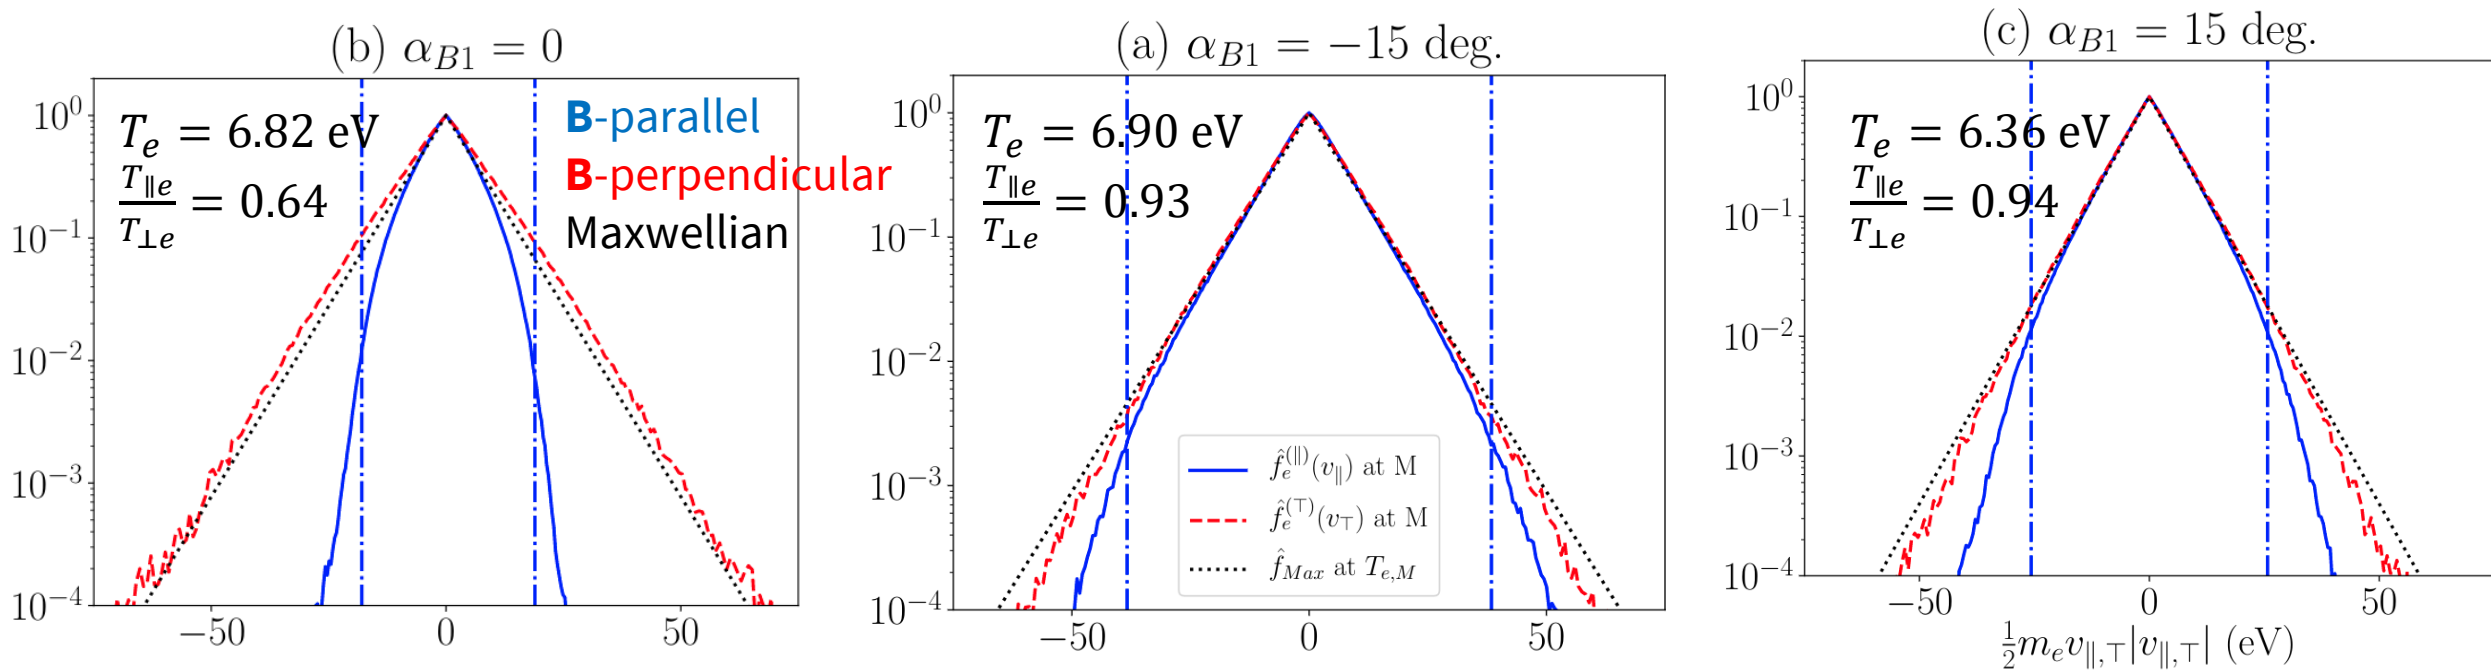 (b) α_{B1} = 0
T_e = 6.82 eV
T_{∥e}/T_{⊥e} = 0.64
B-parallel
B-perpendicular
Maxwellian
10^0
10^{-1}
10^{-2}
10^{-3}
10^{-4}
−50 0 50
(a) α_{B1} = −15 deg.
T_e = 6.90 eV
T_{∥e}/T_{⊥e} = 0.93
10^0
10^{-1}
10^{-2}
10^{-3}
10^{-4}
f̂_e^{(∥)}(v_∥) at M
f̂_e^{(⊤)}(v_⊤) at M
f̂_{Max} at T_{e,M}
−50 0 50
(c) α_{B1} = 15 deg.
T_e = 6.36 eV
T_{∥e}/T_{⊥e} = 0.94
10^0
10^{-1}
10^{-2}
10^{-3}
10^{-4}
−50 0 50
½m_e v_{∥,⊤}|v_{∥,⊤}| (eV)